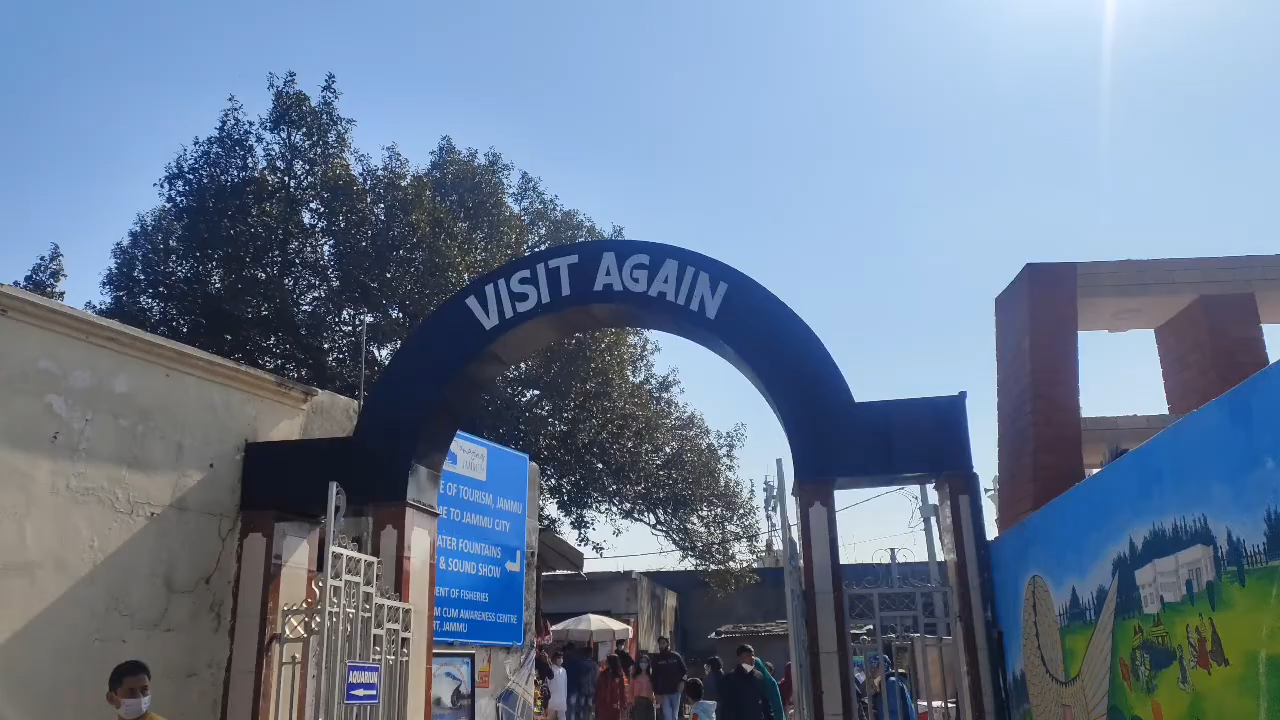 VISIT AGAIN
E OF TOURISM, JAMMU
ME TO JAMMU CITY
ATER FOUNTAINS
& SOUND SHOW
ENT OF FISHERIES
M CUM AWARENESS CENTRE
T, JAMMU
AQUARIUM